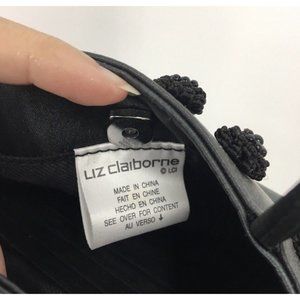 LIZ claiborne
© LCI
MADE IN CHINA
FAIT EN CHINE
HECHO EN CHINA
SEE OVER FOR CONTENT
AU VERSO ↓